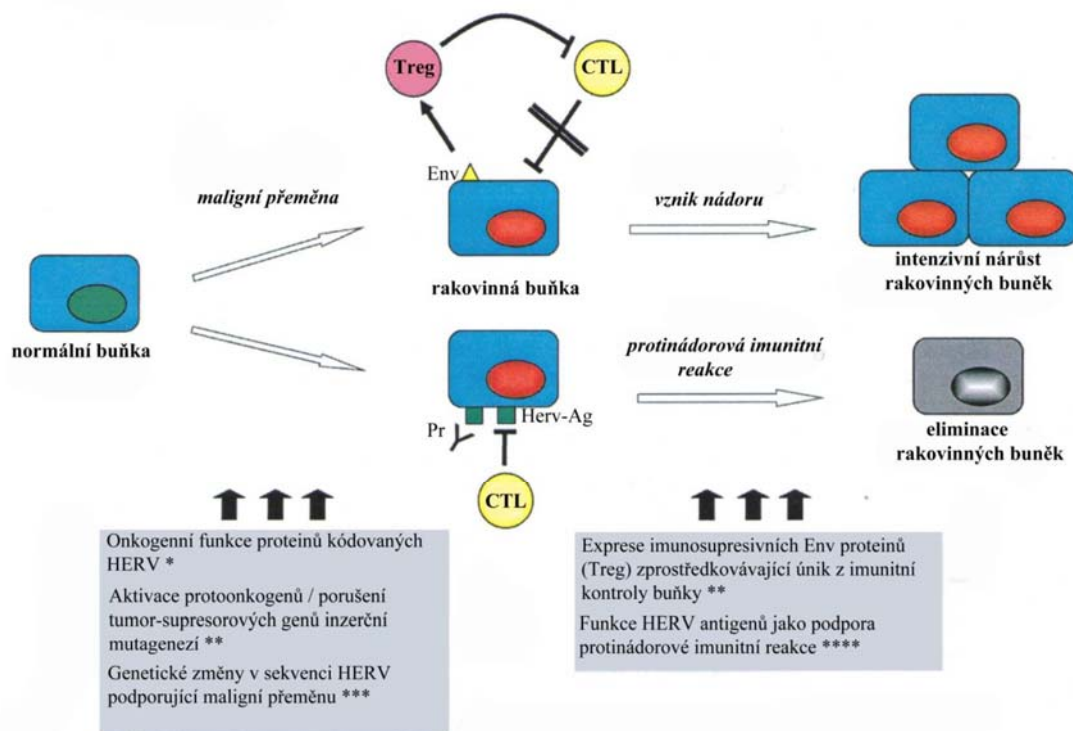 Treg
CTL
Env
maligní přeměna
vznik nádoru
normální buňka
rakovinná buňka
intenzivní nárůst
rakovinných buněk
protinádorová imunitní
reakce
Pr
Herv-Ag
CTL
eliminace
rakovinných buněk
Onkogenní funkce proteinů kódovaných
HERV *
Aktivace protoonkogenů / porušení
tumor-supresorových genů inzerční
mutagenezí **
Genetické změny v sekvenci HERV
podporující maligní přeměnu ***
Exprese imunosupresivních Env proteinů
(Treg) zprostředkovávající únik z imunitní
kontroly buňky **
Funkce HERV antigenů jako podpora
protinádorové imunitní reakce ****